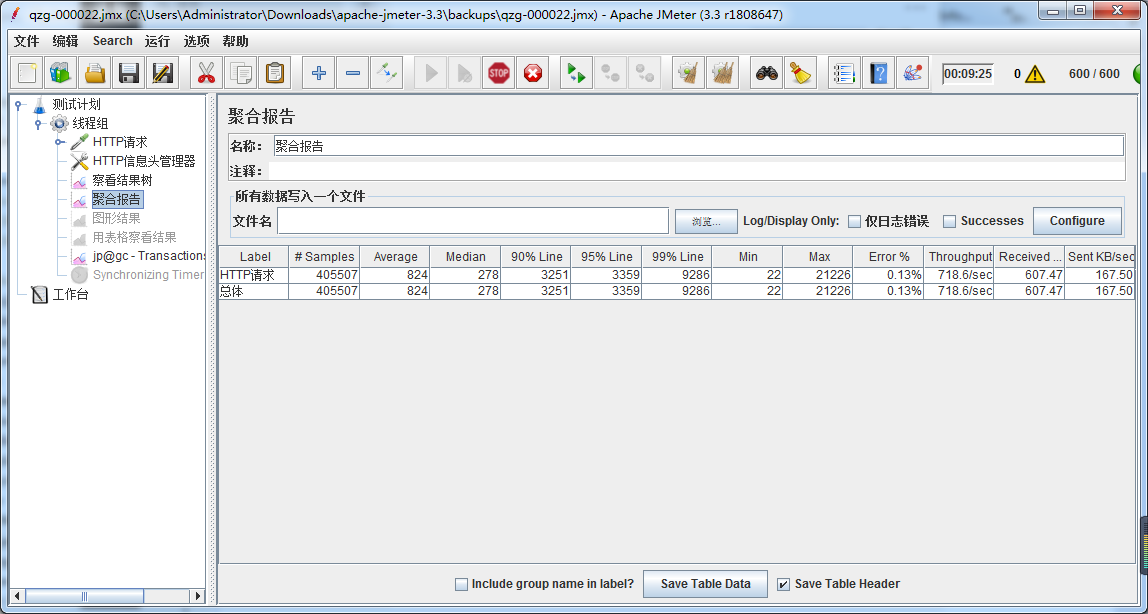 qzg-000022.jmx (C:\Users\Administrator\Downloads\apache-jmeter-3.3\backups\qzg-000022.jmx) - Apache JMeter (3.3 r1808647)
文件 编辑 Search 运行 选项 帮助
STOP 00:09:25 0 600 / 600
测试计划
线程组
HTTP请求
HTTP信息头管理器
察看结果树
聚合报告
图形结果
用表格察看结果
jp@gc - Transactions
Synchronizing Timer
工作台
聚合报告
名称: 聚合报告
注释:
所有数据写入一个文件
文件名 浏览... Log/Display Only: 仅日志错误 Successes Configure
Label # Samples Average Median 90% Line 95% Line 99% Line Min Max Error % Throughput Received ... Sent KB/sec
HTTP请求 405507 824 278 3251 3359 9286 22 21226 0.13% 718.6/sec 607.47 167.50
总体 405507 824 278 3251 3359 9286 22 21226 0.13% 718.6/sec 607.47 167.50
Include group name in label? Save Table Data Save Table Header